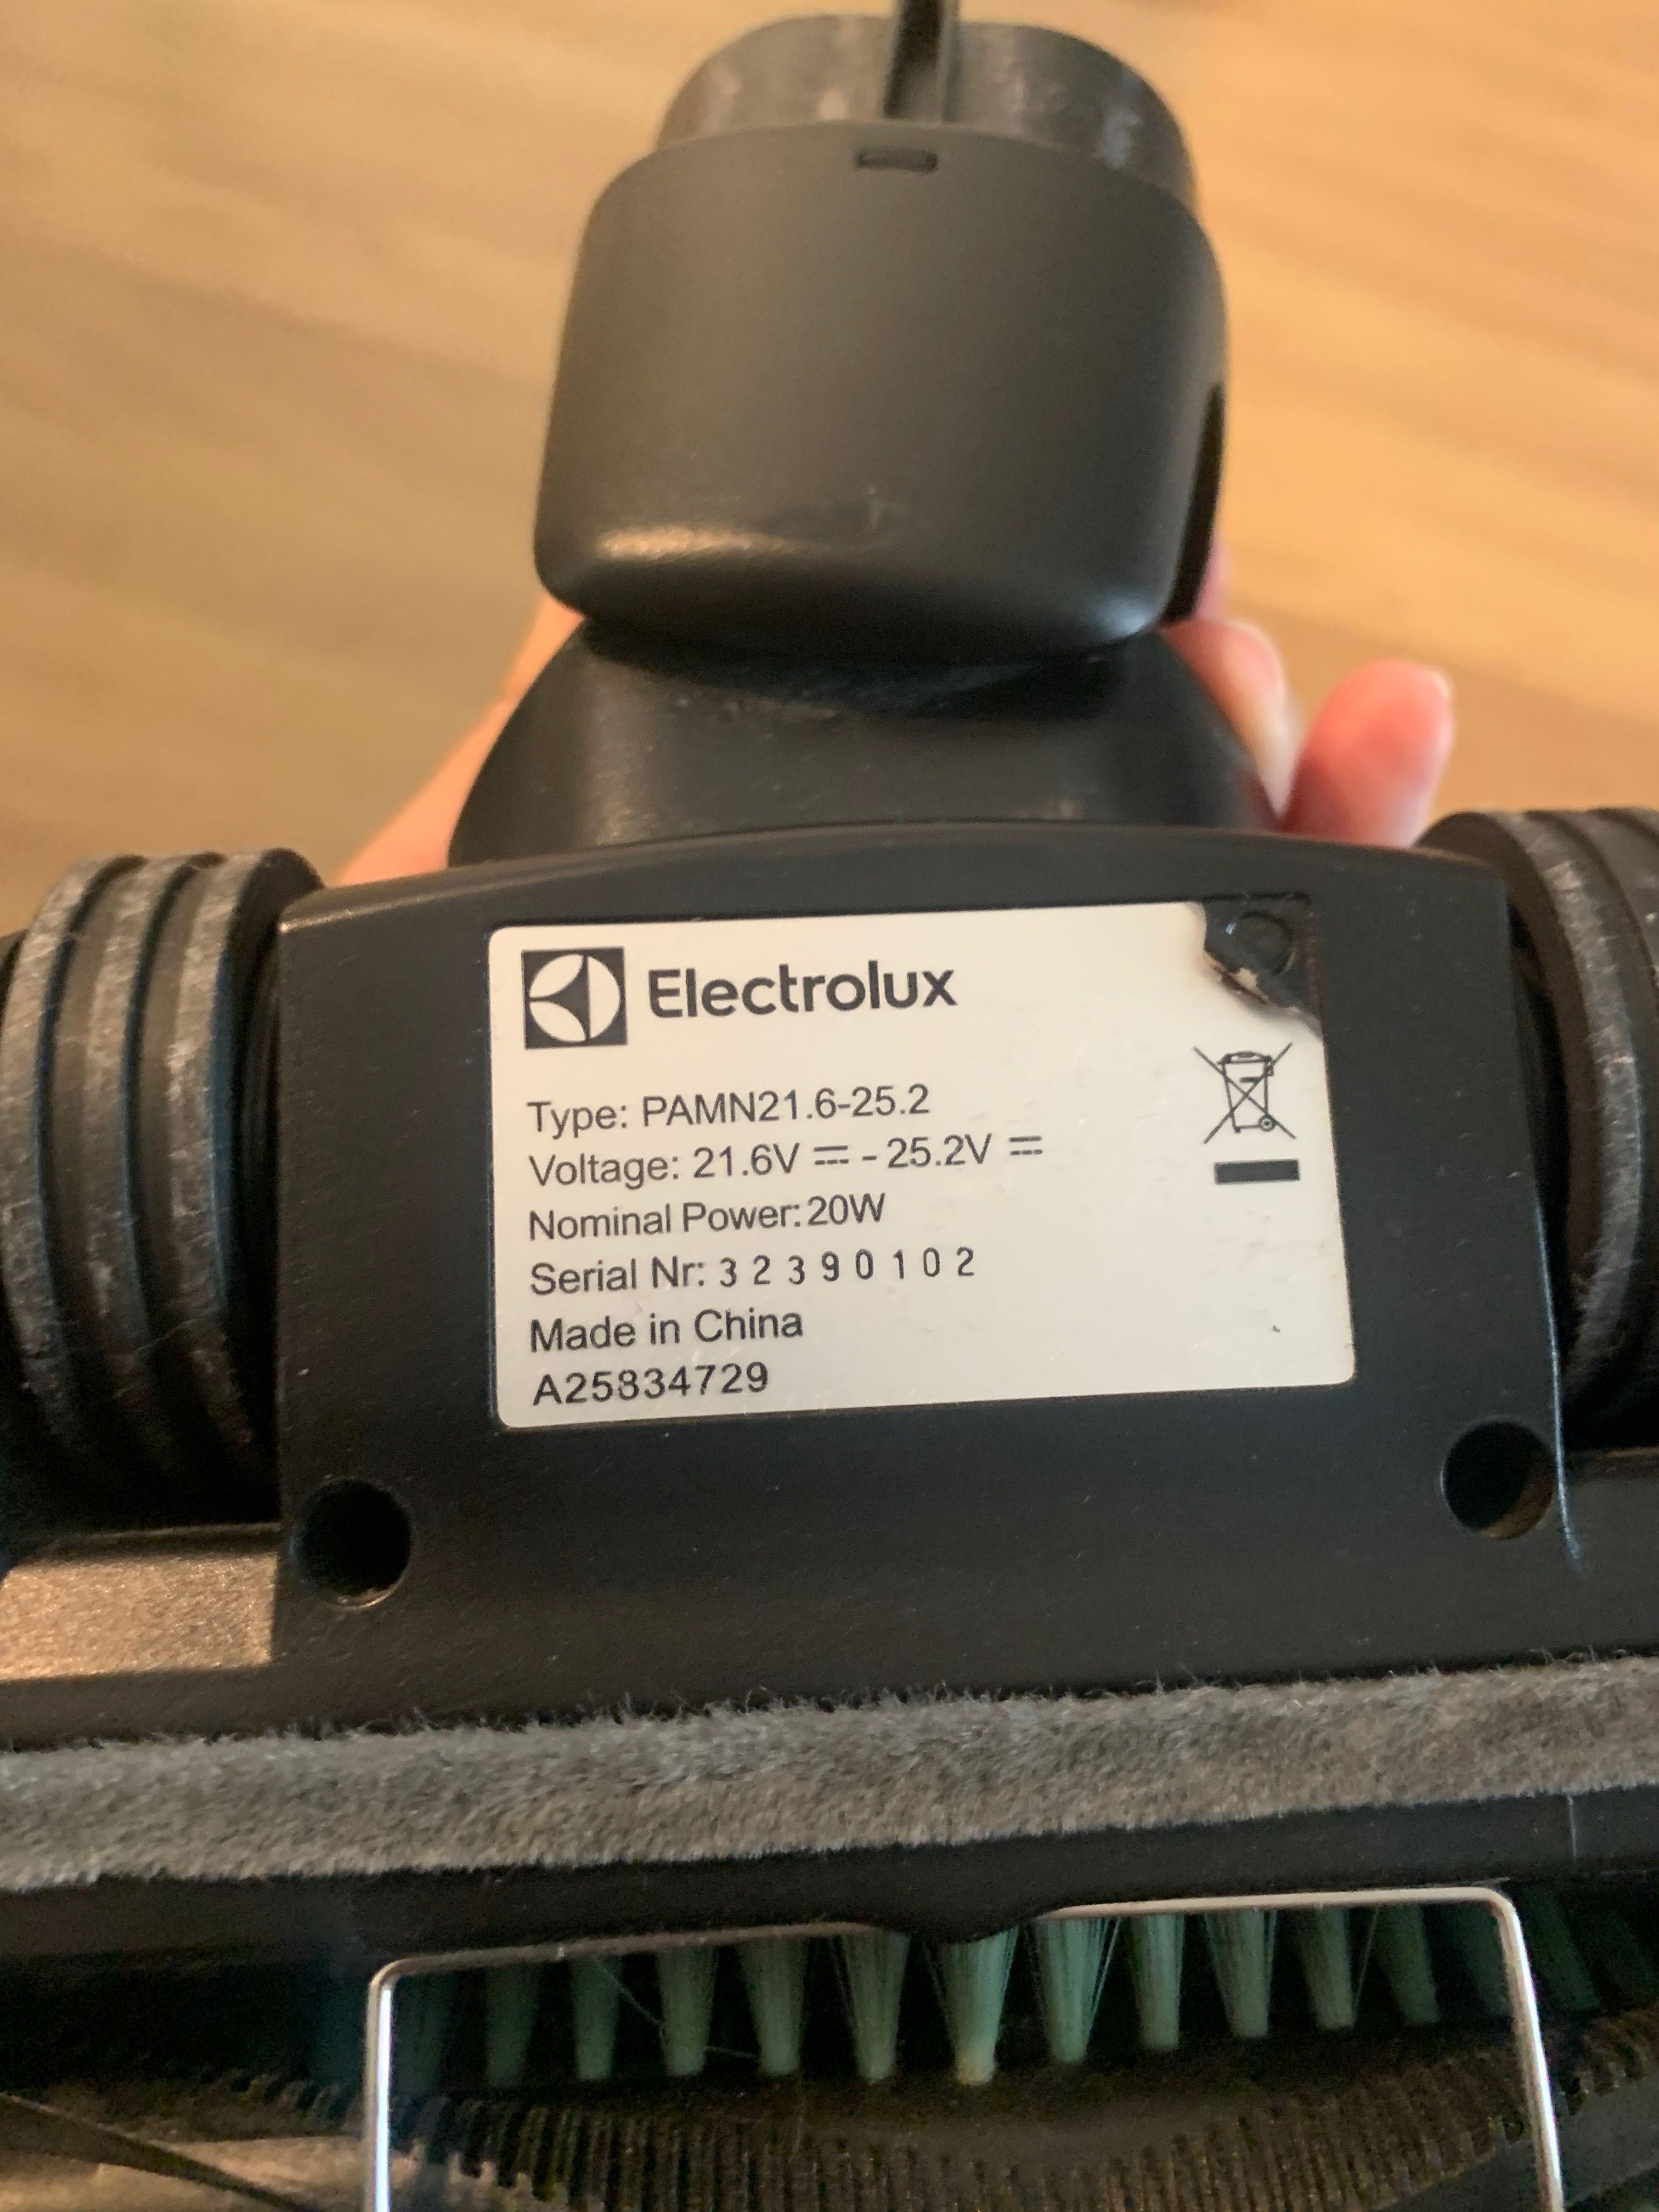 Electrolux
Type: PAMN21.6-25.2
Voltage: 21.6V ⎓ - 25.2V ⎓
Nominal Power: 20W
Serial Nr: 3 2 3 9 0 1 0 2
Made in China
A25834729